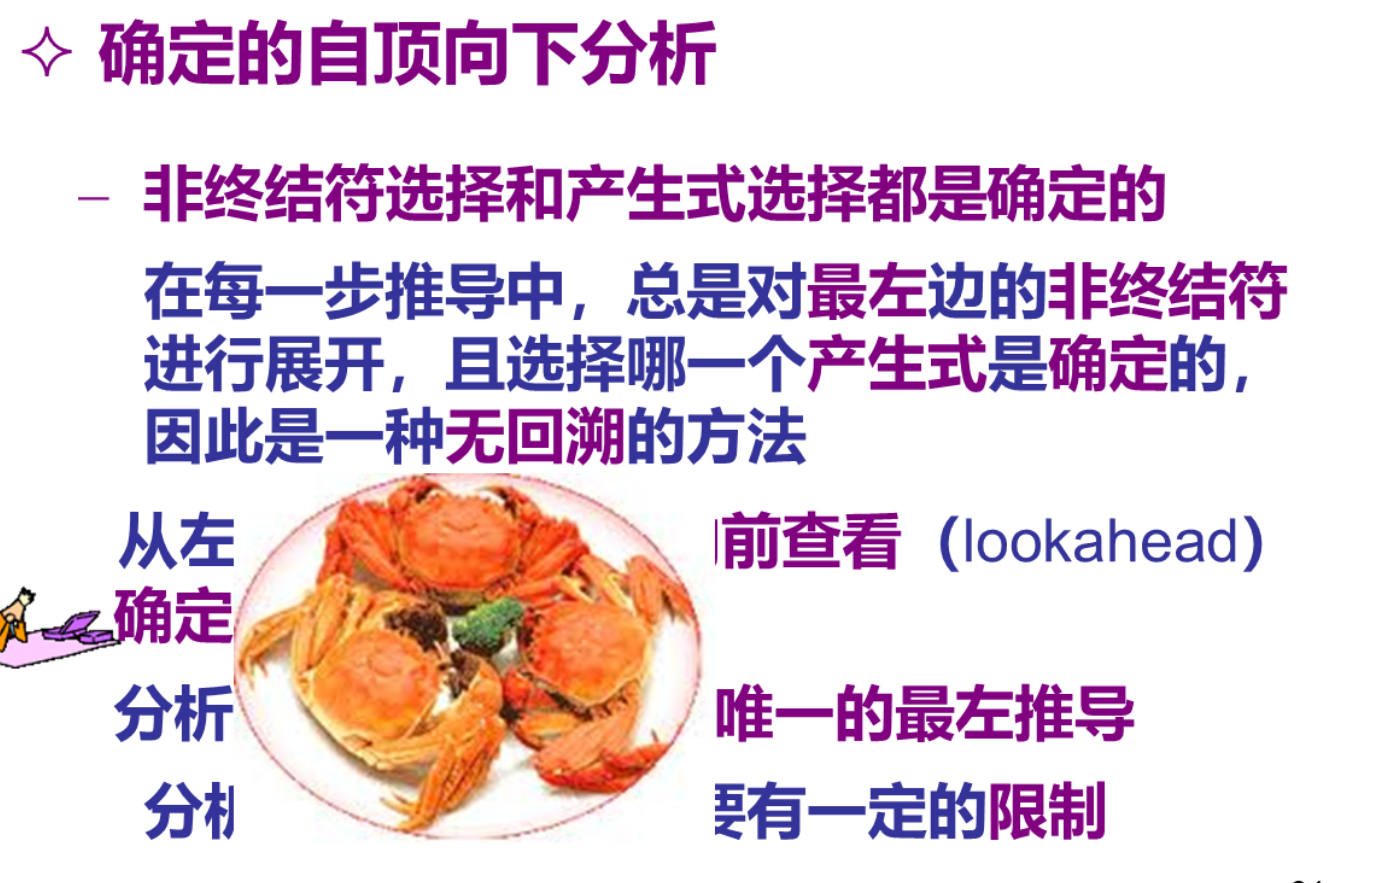 确定的自顶向下分析
– 非终结符选择和产生式选择都是确定的
在每一步推导中，总是对最左边的非终结符
进行展开，且选择哪一个产生式是确定的，
因此是一种无回溯的方法
从左 前查看（lookahead）
确定
分析 唯一的最左推导
分 要有一定的限制